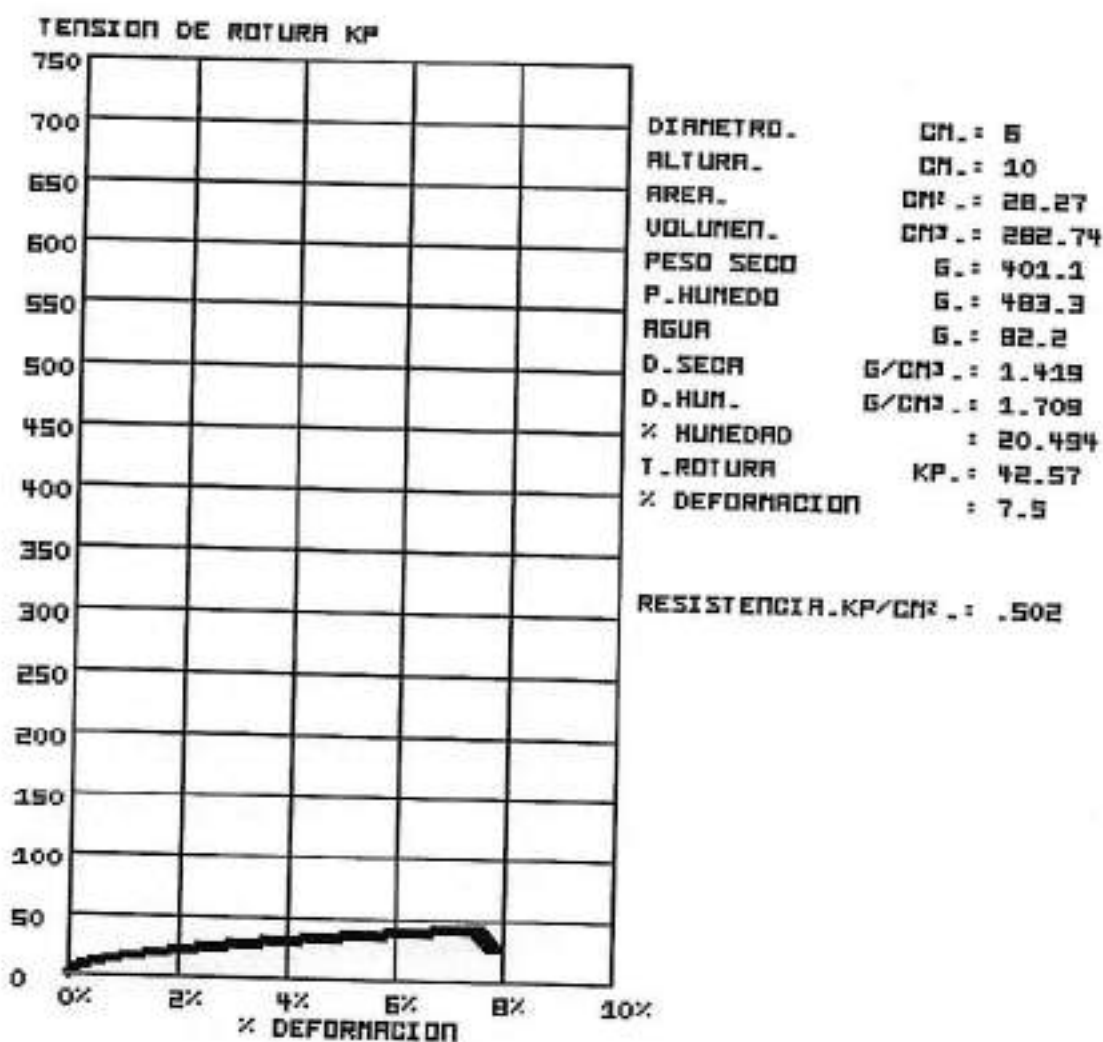 TENSION DE ROTURA KP
750
700
650
600
550
500
450
400
350
300
250
200
150
100
50
0
0% 2% 4% 6% 8% 10%
% DEFORMACION
DIAMETRO. CM.: 6
ALTURA. CM.: 10
AREA. CM².: 28.27
VOLUMEN. CM³.: 282.74
PESO SECO G.: 401.1
P.HUMEDO G.: 483.3
AGUA G.: 82.2
D.SECA G/CM³.: 1.419
D.HUM. G/CM³.: 1.709
% HUMEDAD : 20.494
T.ROTURA KP.: 42.57
% DEFORMACION : 7.5
RESISTENCIA.KP/CM².: .502